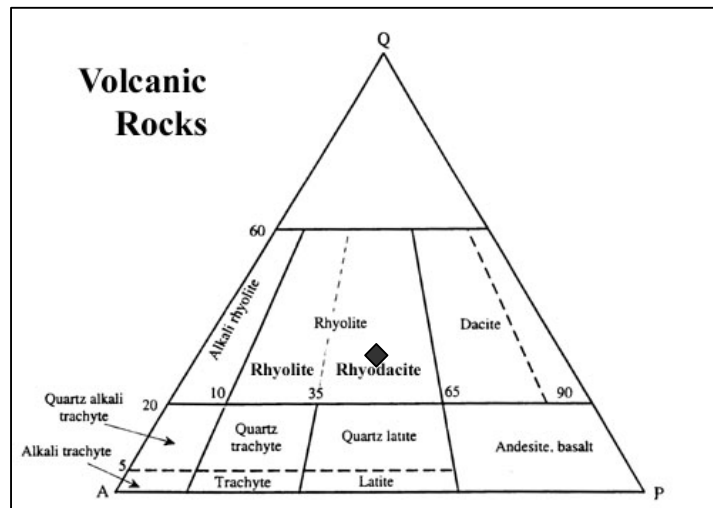 Q
Volcanic
Rocks
60
Alkali rhyolite
Rhyolite
Dacite
Rhyolite
Rhyodacite
20
10
35
65
90
Quartz alkali
trachyte
Quartz
trachyte
Quartz latite
Andesite, basalt
Alkali trachyte
5
A
Trachyte
Latite
P